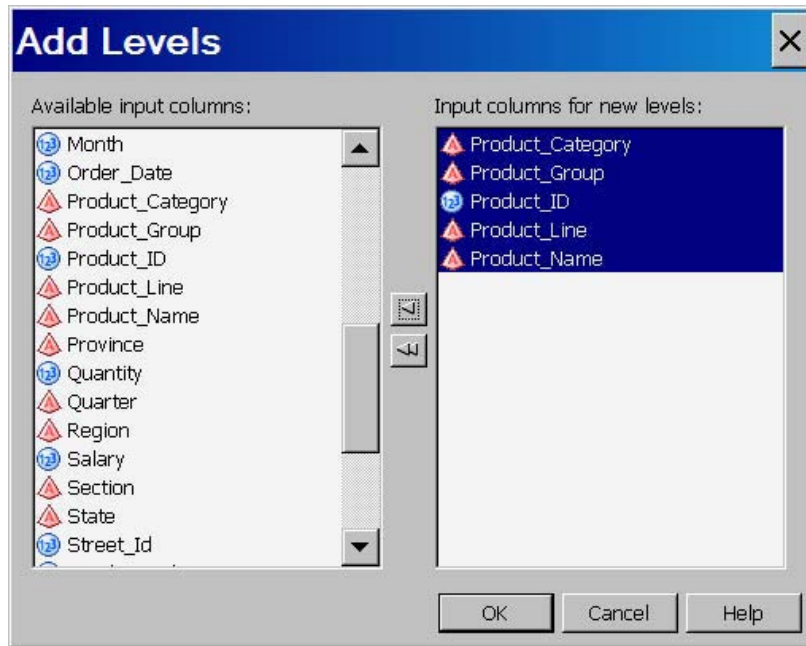 Add Levels
Available input columns:
Month
Order_Date
Product_Category
Product_Group
Product_ID
Product_Line
Product_Name
Province
Quantity
Quarter
Region
Salary
Section
State
Street_Id
Input columns for new levels:
Product_Category
Product_Group
Product_ID
Product_Line
Product_Name
OK
Cancel
Help